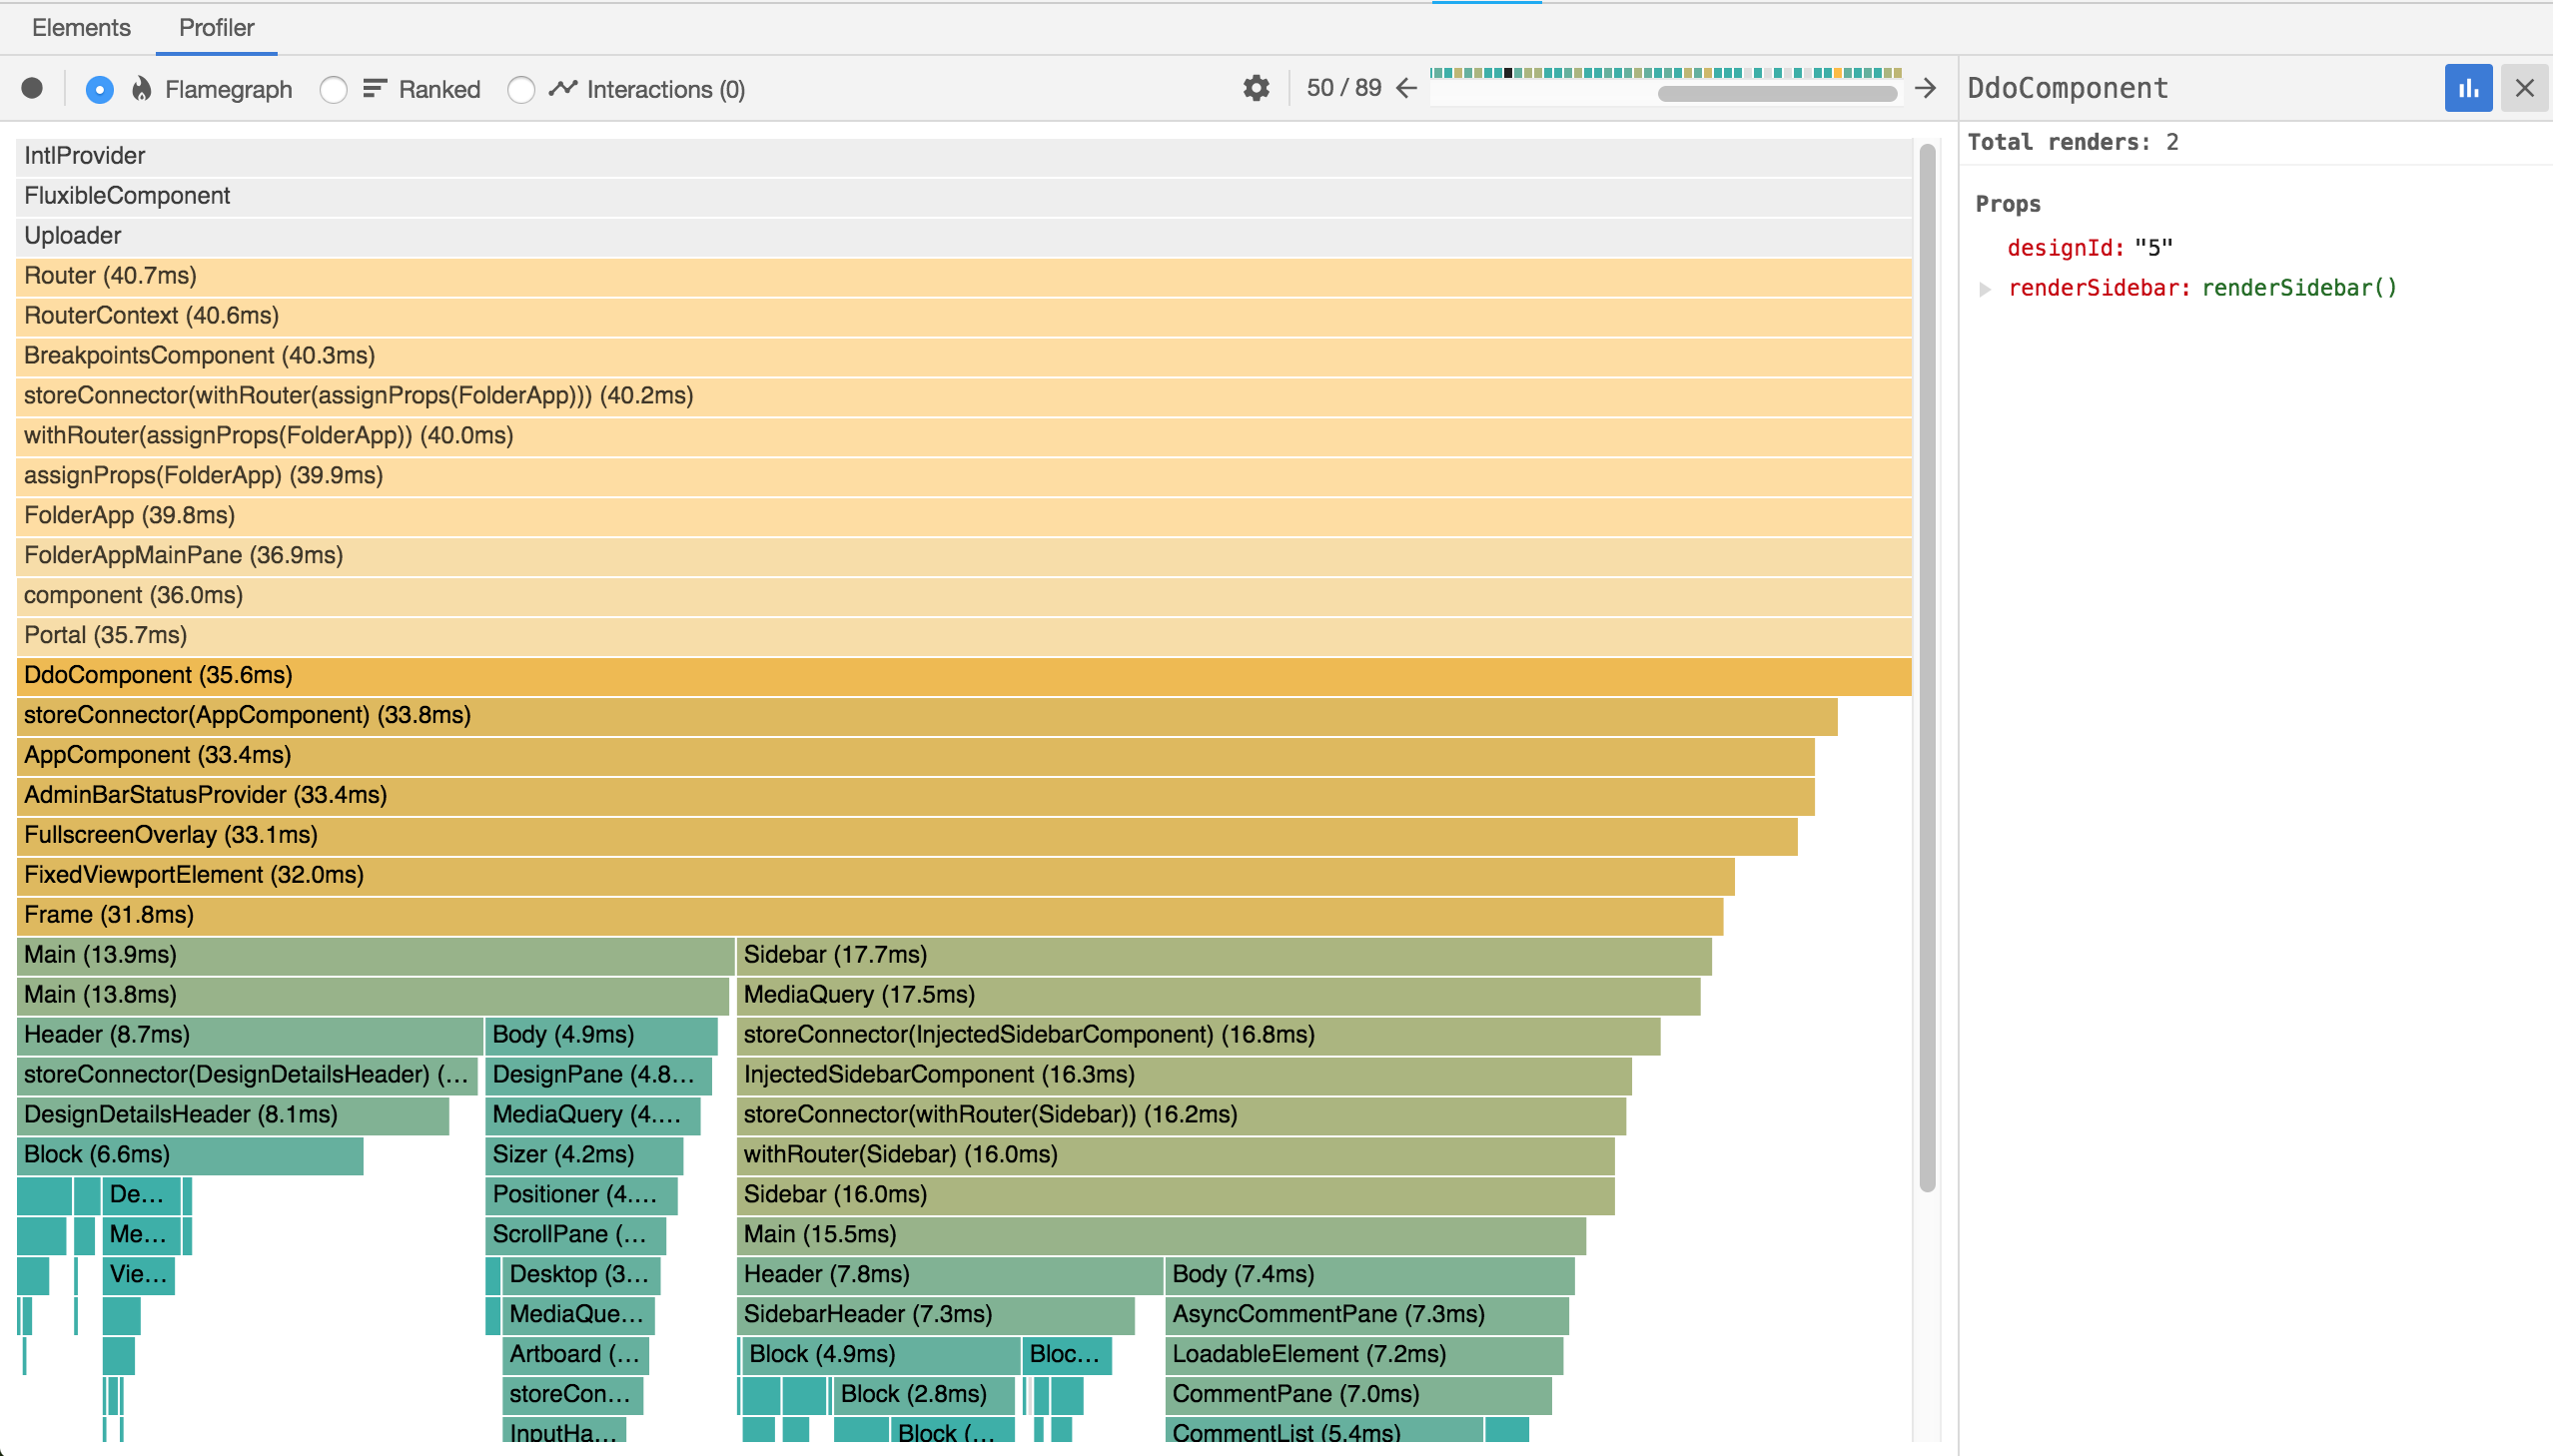 Elements Profiler
Flamegraph Ranked Interactions (0) 50 / 89
DdoComponent
Total renders: 2
Props
designId: "5"
renderSidebar: renderSidebar()
IntlProvider
FluxibleComponent
Uploader
Router (40.7ms)
RouterContext (40.6ms)
BreakpointsComponent (40.3ms)
storeConnector(withRouter(assignProps(FolderApp))) (40.2ms)
withRouter(assignProps(FolderApp)) (40.0ms)
assignProps(FolderApp) (39.9ms)
FolderApp (39.8ms)
FolderAppMainPane (36.9ms)
component (36.0ms)
Portal (35.7ms)
DdoComponent (35.6ms)
storeConnector(AppComponent) (33.8ms)
AppComponent (33.4ms)
AdminBarStatusProvider (33.4ms)
FullscreenOverlay (33.1ms)
FixedViewportElement (32.0ms)
Frame (31.8ms)
Main (13.9ms) Sidebar (17.7ms)
Main (13.8ms) MediaQuery (17.5ms)
Header (8.7ms) Body (4.9ms) storeConnector(InjectedSidebarComponent) (16.8ms)
storeConnector(DesignDetailsHeader) (... DesignPane (4.8... InjectedSidebarComponent (16.3ms)
DesignDetailsHeader (8.1ms) MediaQuery (4.... storeConnector(withRouter(Sidebar)) (16.2ms)
Block (6.6ms) Sizer (4.2ms) withRouter(Sidebar) (16.0ms)
De... Positioner (4.... Sidebar (16.0ms)
Me... ScrollPane (... Main (15.5ms)
Vie... Desktop (3... Header (7.8ms) Body (7.4ms)
MediaQue... SidebarHeader (7.3ms) AsyncCommentPane (7.3ms)
Artboard (... Block (4.9ms) Bloc... LoadableElement (7.2ms)
storeCon... Block (2.8ms) CommentPane (7.0ms)
InputHa... Block (... CommentList (5.4ms)